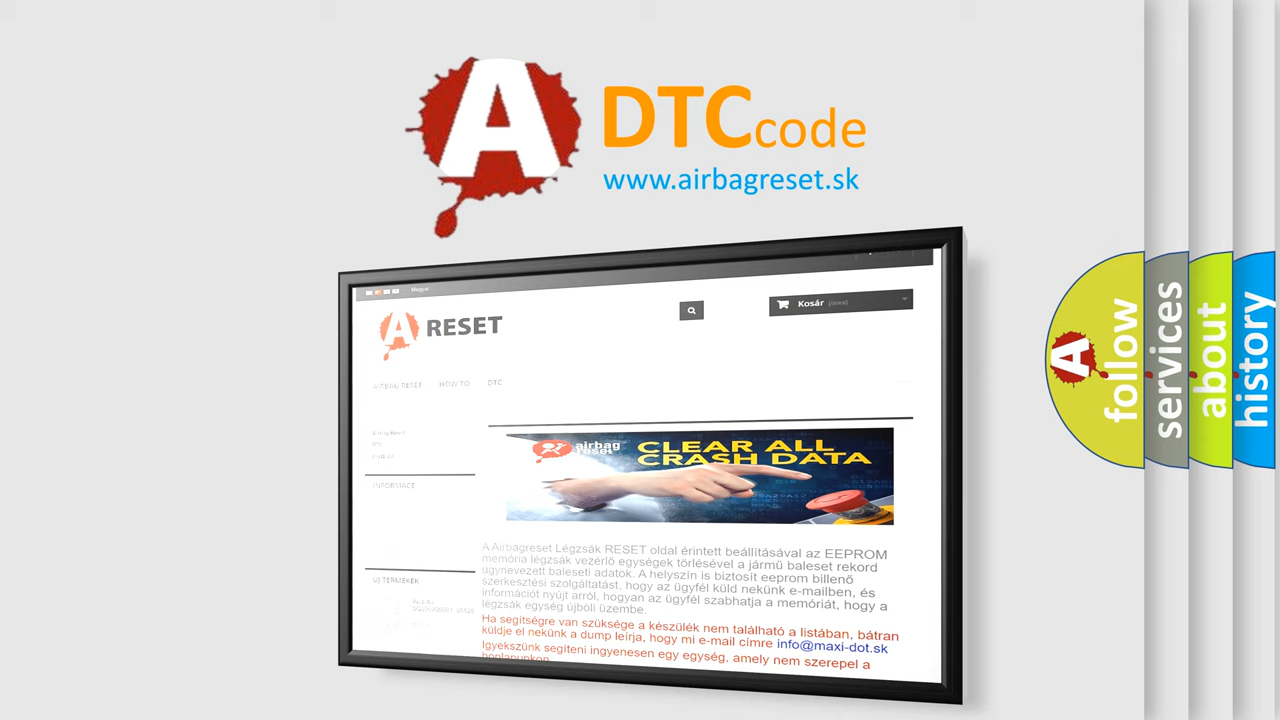 A
DTCcode
www.airbagreset.sk
Magyar
A RESET
Kosár (üres)
AIRBAG RESET HOW TO DTC
INFORMACE
airbag
reset
CLEAR ALL
CRASH DATA
A Airbagreset Légzsák RESET oldal érintett beállításával az EEPROM
memória légzsák vezérlő egységek törlésével a jármű baleset rekord
úgynevezett baleseti adatok. A helyszín is biztosít eeprom billenő
szerkesztési szolgáltatást, hogy az ügyfél küld nekünk e-mailben, és
információt nyújt arról, hogyan az ügyfél szabhatja a memóriát, hogy a
légzsák egység újbóli üzembe.
Ha segítségre van szüksége a készülék nem található a listában, bátran
küldje el nekünk a dump leírja, hogy mi e-mail címre info@maxi-dot.sk
Igyekszünk segíteni ingyenesen egy egység, amely nem szerepel a
honlapunkon
ÚJ TERMÉKEK
A
follow
services
about
history